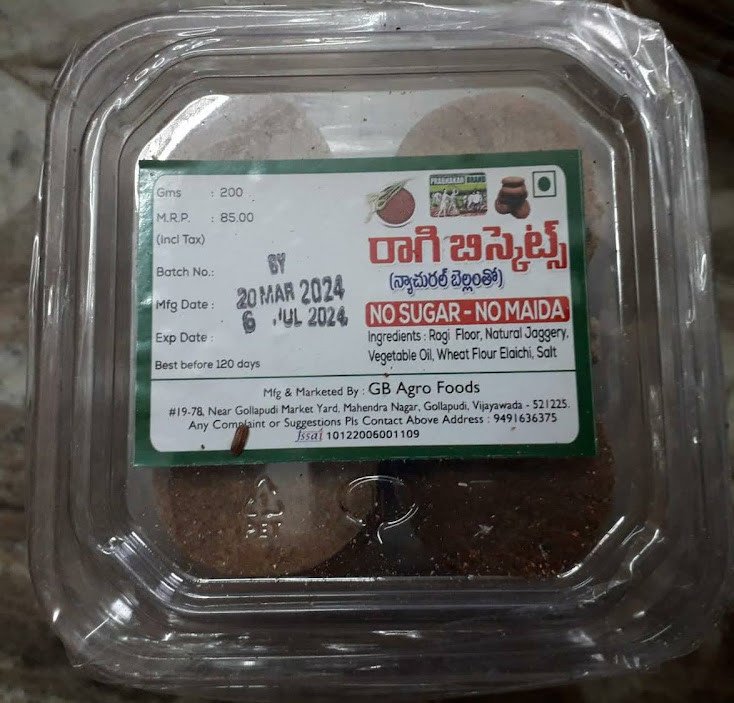 Gms : 200
M.R.P. : 85.00
(Incl Tax)
Batch No.: BY
Mfg Date : 20 MAR 2024
Exp Date : 6 JUL 2024
Best before 120 days
PRABHAKAR BRAND
రాగి బిస్కెట్స్
(న్యాచురల్ బెల్లంతో)
NO SUGAR - NO MAIDA
Ingredients : Rogi Floor, Natural Jaggery,
Vegetable Oil, Wheat Flour Elaichi, Salt
Mfg & Marketed By : GB Agro Foods
#19-78, Near Gollapudi Market Yard, Mahendra Nagar, Gollapudi, Vijayawada - 521225.
Any Complaint or Suggestions Pls Contact Above Address : 9491636375
fssai 10122006001109
PET